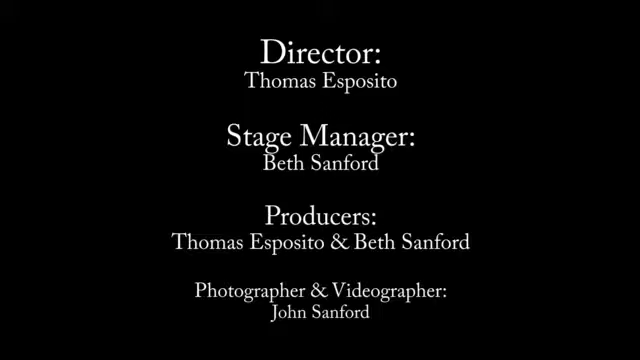 Director:
Thomas Esposito
Stage Manager:
Beth Sanford
Producers:
Thomas Esposito & Beth Sanford
Photographer & Videographer:
John Sanford